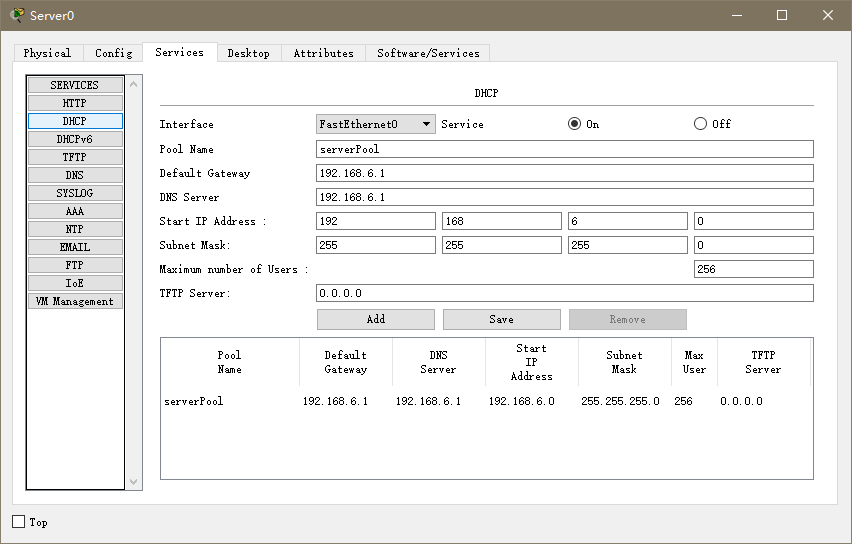 Server0
Physical Config Services Desktop Attributes Software/Services
SERVICES
HTTP
DHCP
DHCPv6
TFTP
DNS
SYSLOG
AAA
NTP
EMAIL
FTP
IoE
VM Management
DHCP
Interface FastEthernet0 Service On Off
Pool Name serverPool
Default Gateway 192.168.6.1
DNS Server 192.168.6.1
Start IP Address : 192 168 6 0
Subnet Mask: 255 255 255 0
Maximum number of Users : 256
TFTP Server: 0.0.0.0
Add Save Remove
Pool Name Default Gateway DNS Server Start IP Address Subnet Mask Max User TFTP Server
serverPool 192.168.6.1 192.168.6.1 192.168.6.0 255.255.255.0 256 0.0.0.0
Top